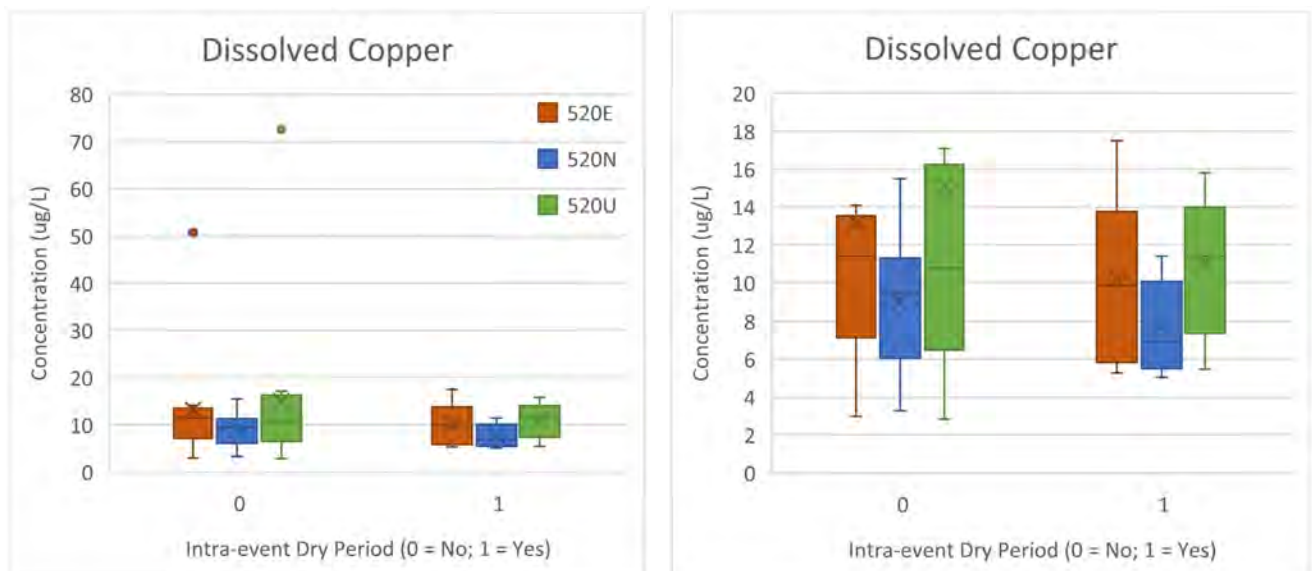 Dissolved Copper
80
70
60
50
40
30
20
10
0
Concentration (ug/L)
520E
520N
520U
0 1
Intra-event Dry Period (0 = No; 1 = Yes)
Dissolved Copper
20
18
16
14
12
10
8
6
4
2
0
Concentration (ug/L)
0 1
Intra-event Dry Period (0 = No; 1 = Yes)